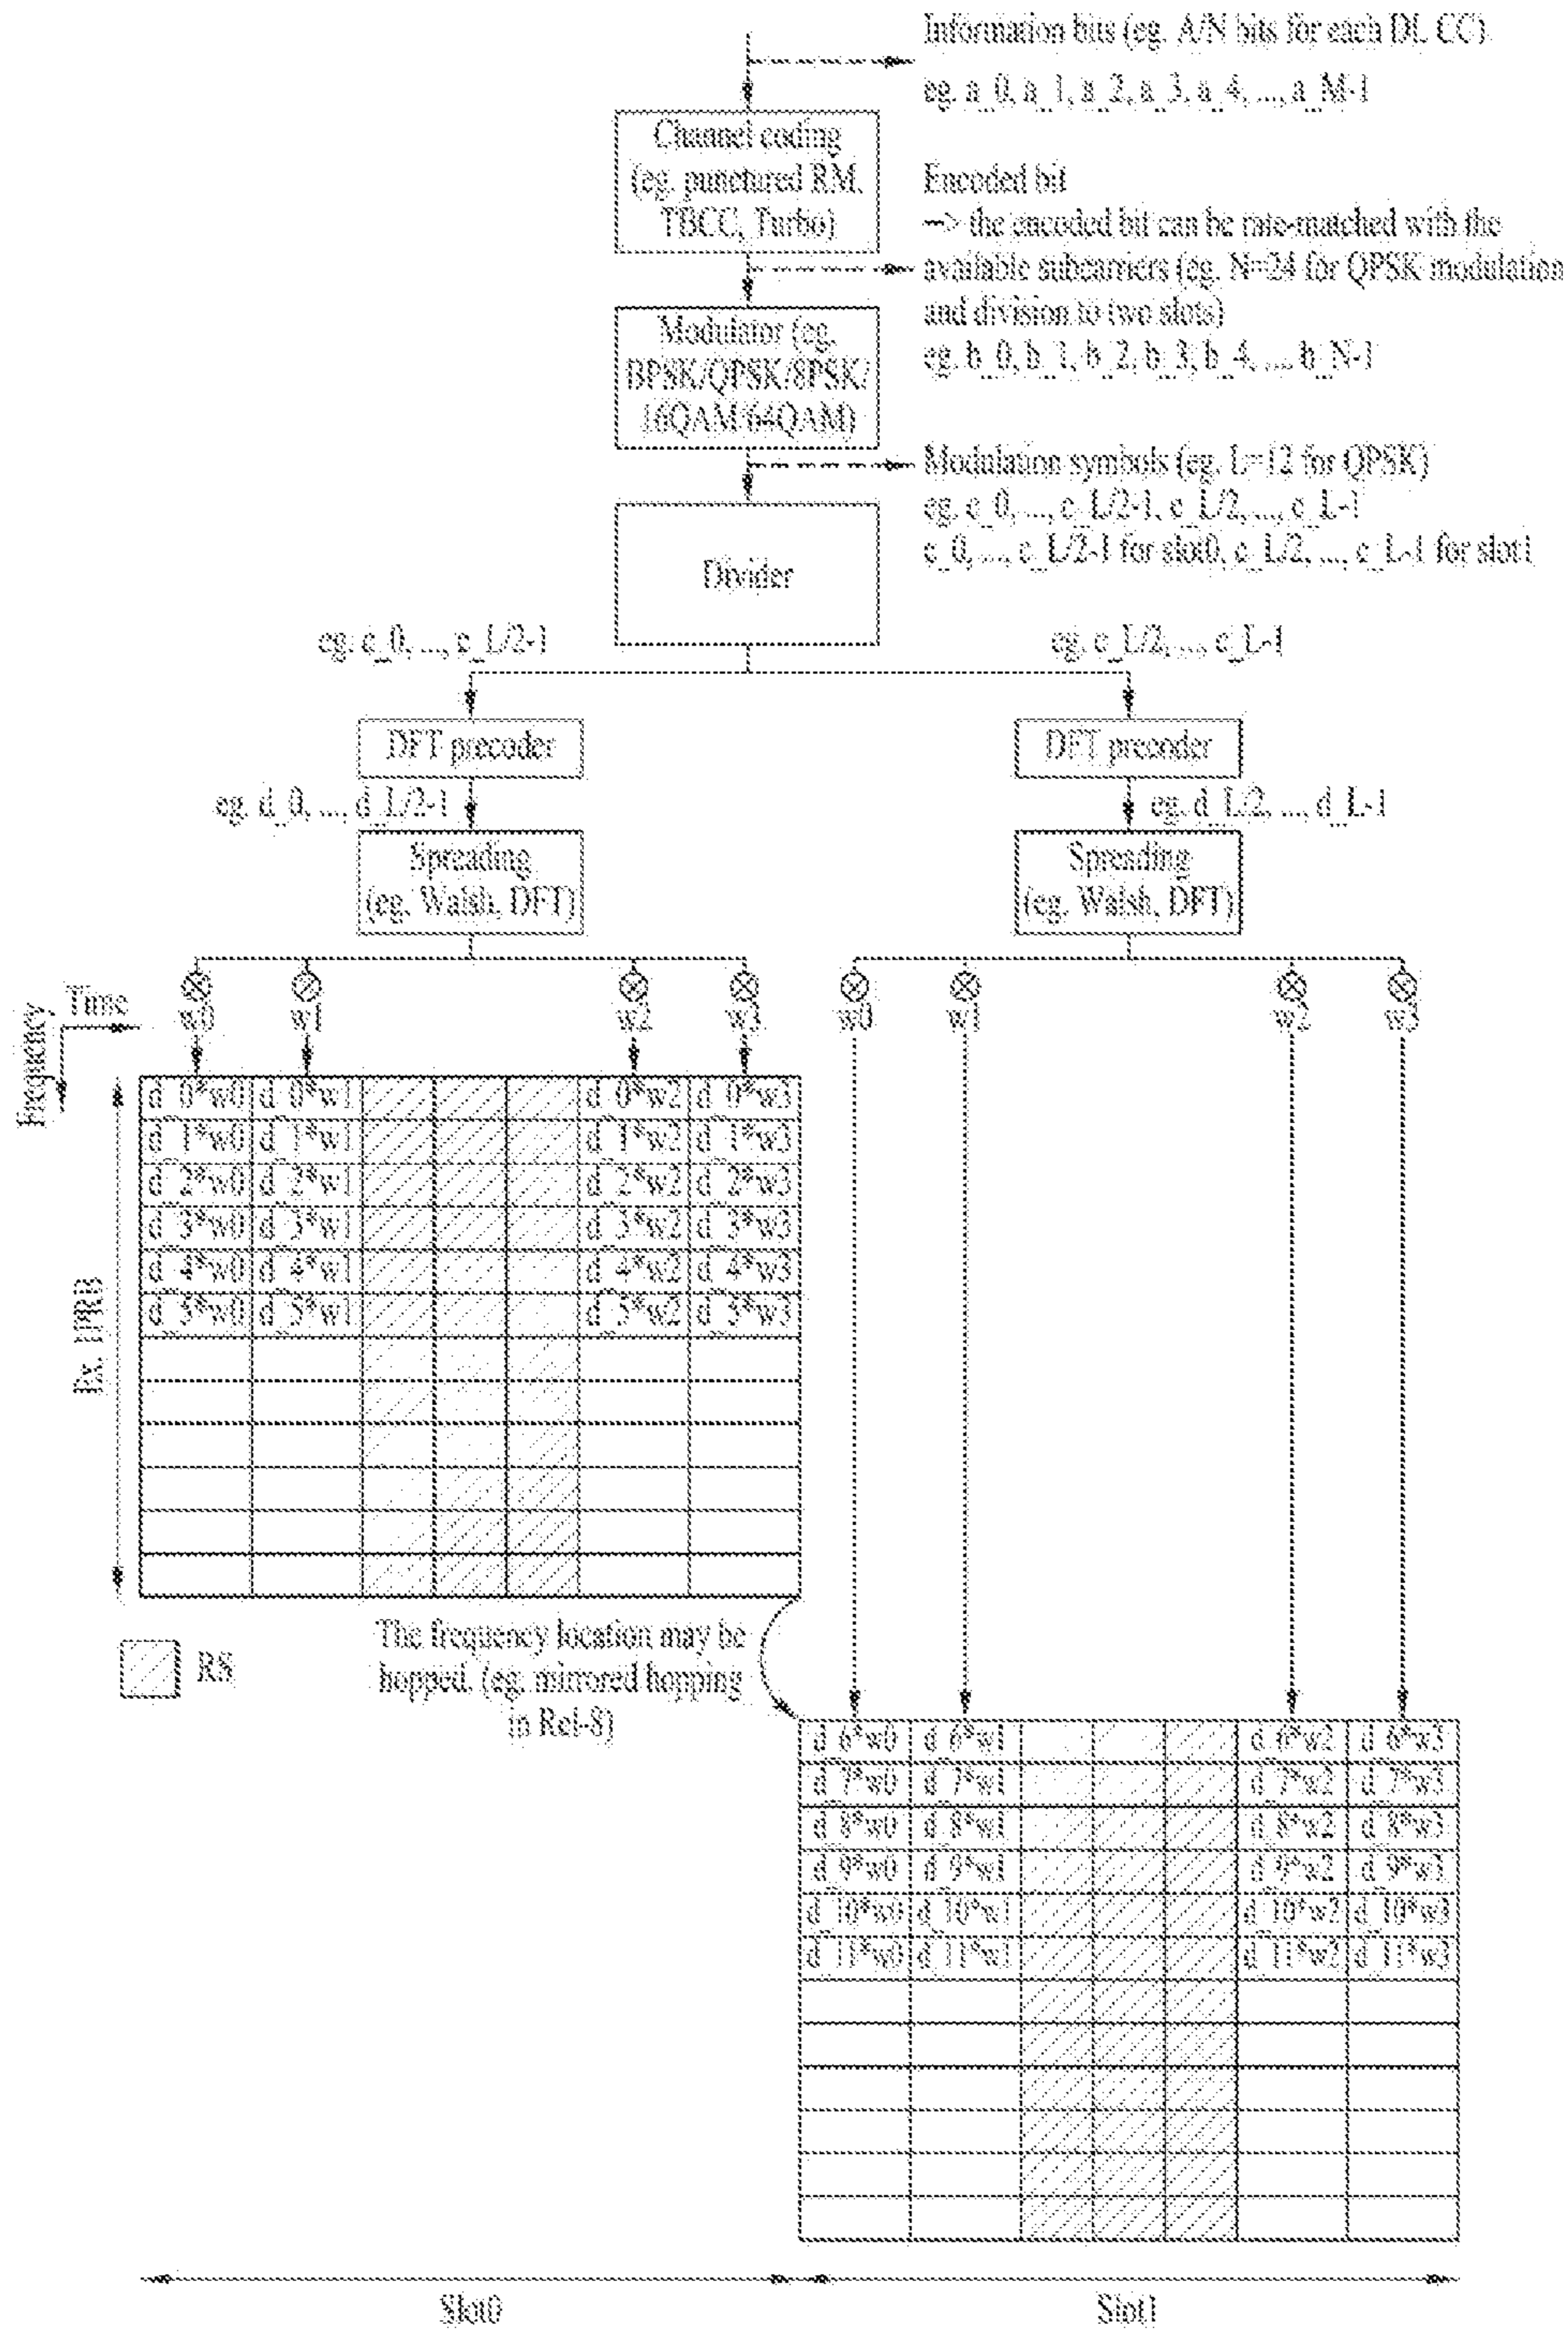 Information bits (eg. A/N bits for each DL CC)
eg. a_0, a_1, a_2, a_3, a_4, ..., a_M-1
Channel coding
(eg. punctured RM,
TBCC, Turbo)
Encoded bit
--> the encoded bit can be rate-matched with the
available subcarriers (eg. N=24 for QPSK modulation
and division to two slots)
eg. b_0, b_1, b_2, b_3, b_4, ..., b_N-1
Modulator (eg.
BPSK/QPSK/8PSK/
16QAM/64QAM)
Modulation symbols (eg. L=12 for QPSK)
eg. c_0, ..., c_L/2-1, c_L/2, ..., c_L-1
c_0, ..., c_L/2-1 for slot0, c_L/2, ..., c_L-1 for slot1
Divider
eg. c_0, ..., c_L/2-1
eg. c_L/2, ..., c_L-1
DFT precoder
DFT precoder
eg. d_0, ..., d_L/2-1
eg. d_L/2, ..., d_L-1
Spreading
(eg. Walsh, DFT)
Spreading
(eg. Walsh, DFT)
Time
Frequency
w0 w1 w2 w3
w0 w1 w2 w3
d_0*w0 d_0*w1 d_0*w2 d_0*w3
d_1*w0 d_1*w1 d_1*w2 d_1*w3
d_2*w0 d_2*w1 d_2*w2 d_2*w3
d_3*w0 d_3*w1 d_3*w2 d_3*w3
d_4*w0 d_4*w1 d_4*w2 d_4*w3
d_5*w0 d_5*w1 d_5*w2 d_5*w3
Ex. 1PRB
RS
The frequency location may be
hopped. (eg. mirrored hopping
in Rel-8)
d_6*w0 d_6*w1 d_6*w2 d_6*w3
d_7*w0 d_7*w1 d_7*w2 d_7*w3
d_8*w0 d_8*w1 d_8*w2 d_8*w3
d_9*w0 d_9*w1 d_9*w2 d_9*w3
d_10*w0 d_10*w1 d_10*w2 d_10*w3
d_11*w0 d_11*w1 d_11*w2 d_11*w3
Slot0
Slot1